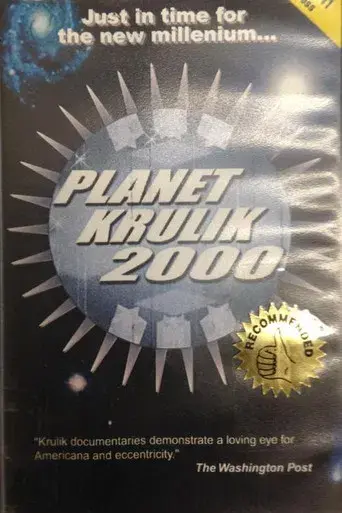 Just in time for
the new millenium...
PLANET
KRULIK
2000
RECOMMENDED
"Krulik documentaries demonstrate a loving eye for
Americana and eccentricity."
The Washington Post